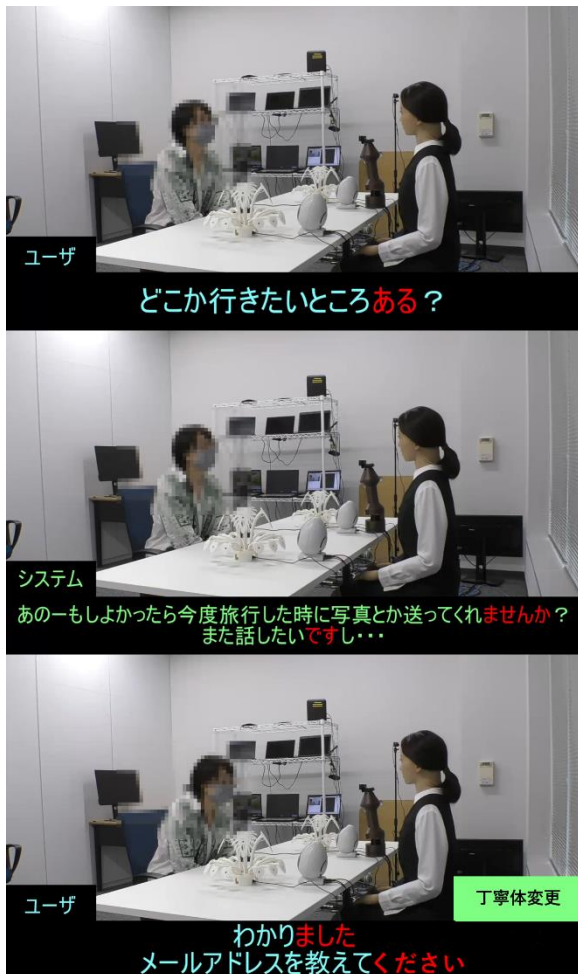 ユーザ
どこか行きたいところある？
システム
あのーもしよかったら今度旅行した時に写真とか送ってくれませんか？
また話したいですし・・・
丁寧体変更
ユーザ
わかりました
メールアドレスを教えてください